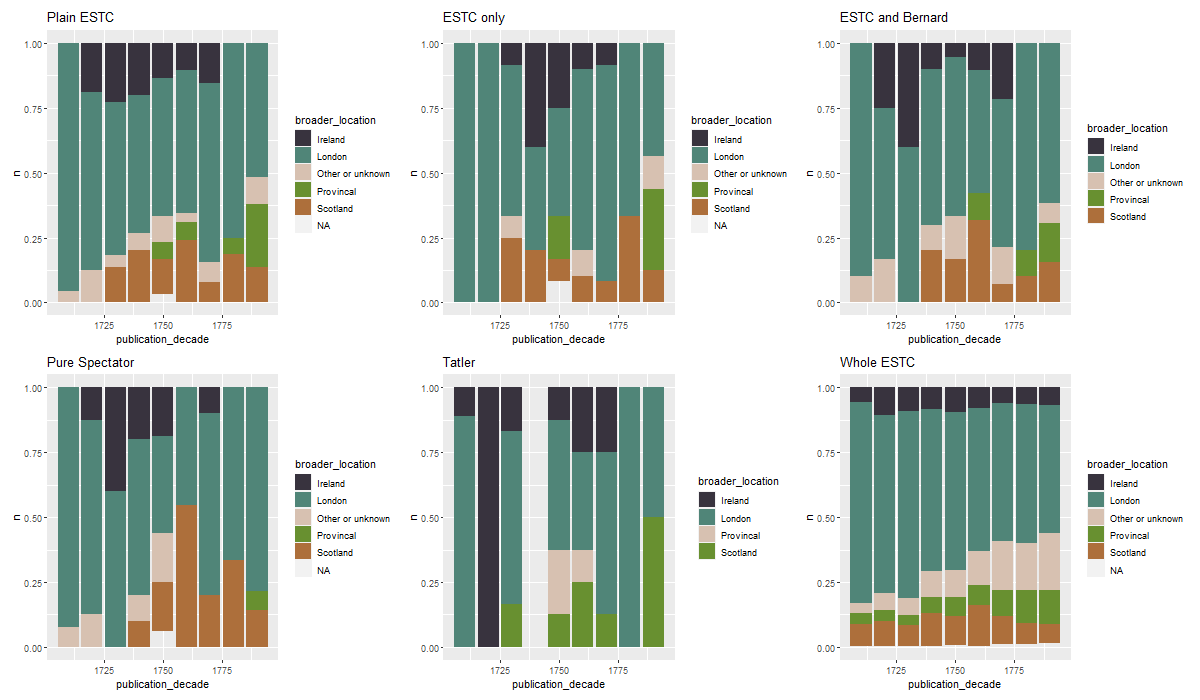 Plain ESTC
1.00
0.75
0.50
0.25
0.00
n
1725
1750
1775
publication_decade
broader_location
Ireland
London
Other or unknown
Provincal
Scotland
NA
ESTC only
1.00
0.75
0.50
0.25
0.00
n
1725
1750
1775
publication_decade
broader_location
Ireland
London
Other or unknown
Provincal
Scotland
NA
ESTC and Bernard
1.00
0.75
0.50
0.25
0.00
n
1725
1750
1775
publication_decade
broader_location
Ireland
London
Other or unknown
Provincal
Scotland
Pure Spectator
1.00
0.75
0.50
0.25
0.00
n
1725
1750
1775
publication_decade
broader_location
Ireland
London
Other or unknown
Provincal
Scotland
NA
Tatler
1.00
0.75
0.50
0.25
0.00
n
1725
1750
1775
publication_decade
broader_location
Ireland
London
Provincal
Scotland
Whole ESTC
1.00
0.75
0.50
0.25
0.00
n
1725
1750
1775
publication_decade
broader_location
Ireland
London
Other or unknown
Provincal
Scotland
NA